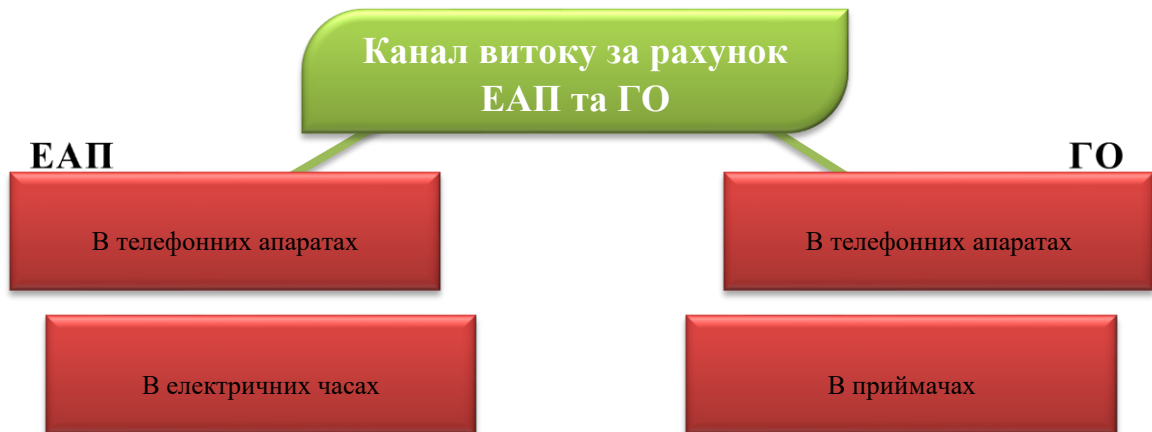 Канал витоку за рахунок
ЕАП та ГО
ЕАП
ГО
В телефонних апаратах
В телефонних апаратах
В електричних часах
В приймачах